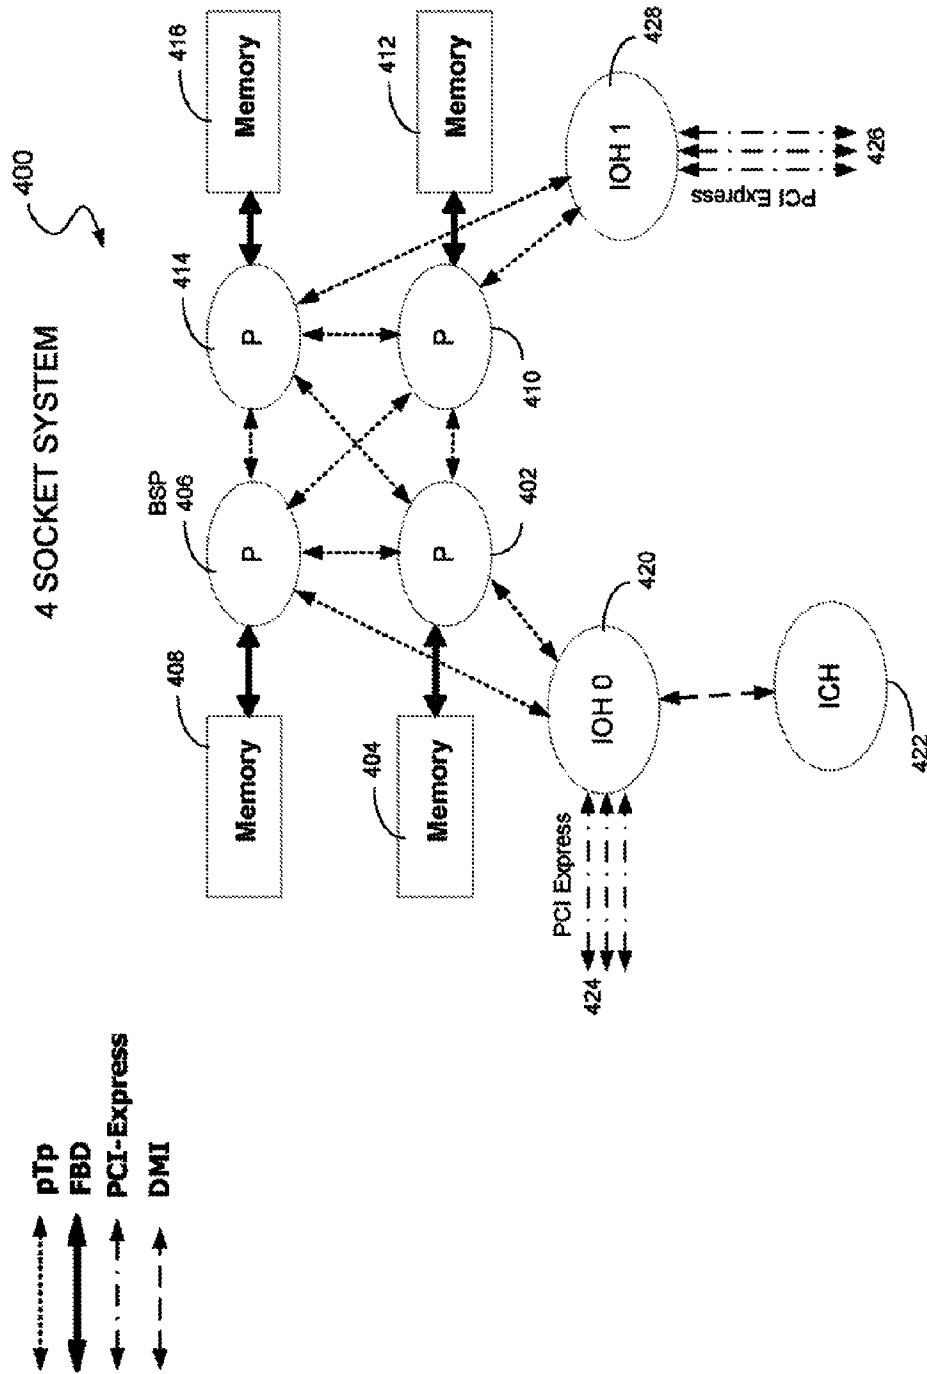 4 SOCKET SYSTEM
400
pTp
FBD
PCI-Express
DMI
408
Memory
BSP
406
P
414
P
416
Memory
404
Memory
402
P
410
P
412
Memory
424
PCI Express
420
IOH 0
428
IOH 1
PCI Express
426
422
ICH